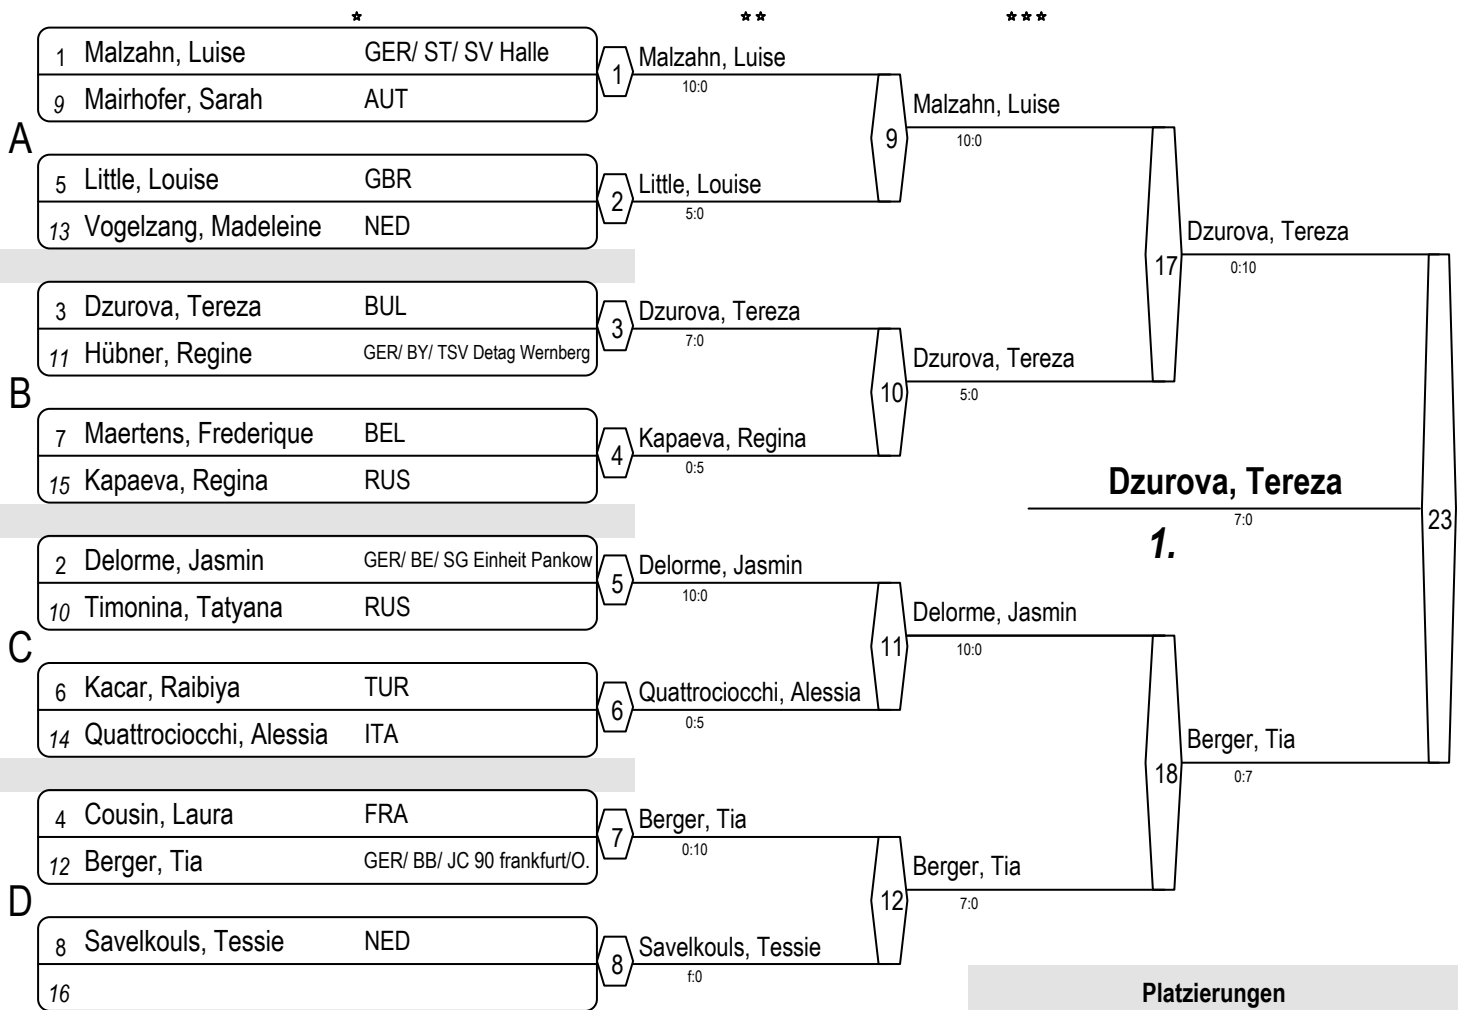 * ** ***
1 Malzahn, Luise GER/ ST/ SV Halle
9 Mairhofer, Sarah AUT
1 Malzahn, Luise
10:0
A
5 Little, Louise GBR
13 Vogelzang, Madeleine NED
2 Little, Louise
5:0
9 Malzahn, Luise
10:0
3 Dzurova, Tereza BUL
11 Hübner, Regine GER/ BY/ TSV Detag Wernberg
3 Dzurova, Tereza
7:0
B
7 Maertens, Frederique BEL
15 Kapaeva, Regina RUS
4 Kapaeva, Regina
0:5
10 Dzurova, Tereza
5:0
17 Dzurova, Tereza
0:10
2 Delorme, Jasmin GER/ BE/ SG Einheit Pankow
10 Timonina, Tatyana RUS
5 Delorme, Jasmin
10:0
C
6 Kacar, Raibiya TUR
14 Quattrociocchi, Alessia ITA
6 Quattrociocchi, Alessia
0:5
11 Delorme, Jasmin
10:0
4 Cousin, Laura FRA
12 Berger, Tia GER/ BB/ JC 90 frankfurt/O.
7 Berger, Tia
0:10
D
8 Savelkouls, Tessie NED
16
8 Savelkouls, Tessie
f:0
12 Berger, Tia
7:0
18 Berger, Tia
0:7
Dzurova, Tereza
7:0
23
1.
Platzierungen